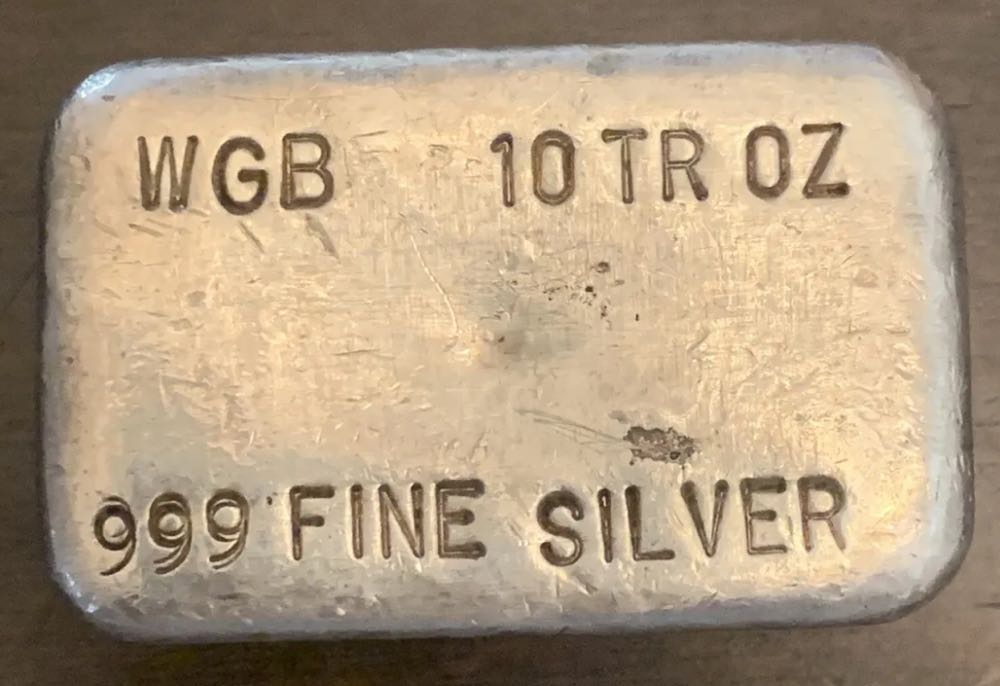 WGB 10 TR OZ
999 FINE SILVER